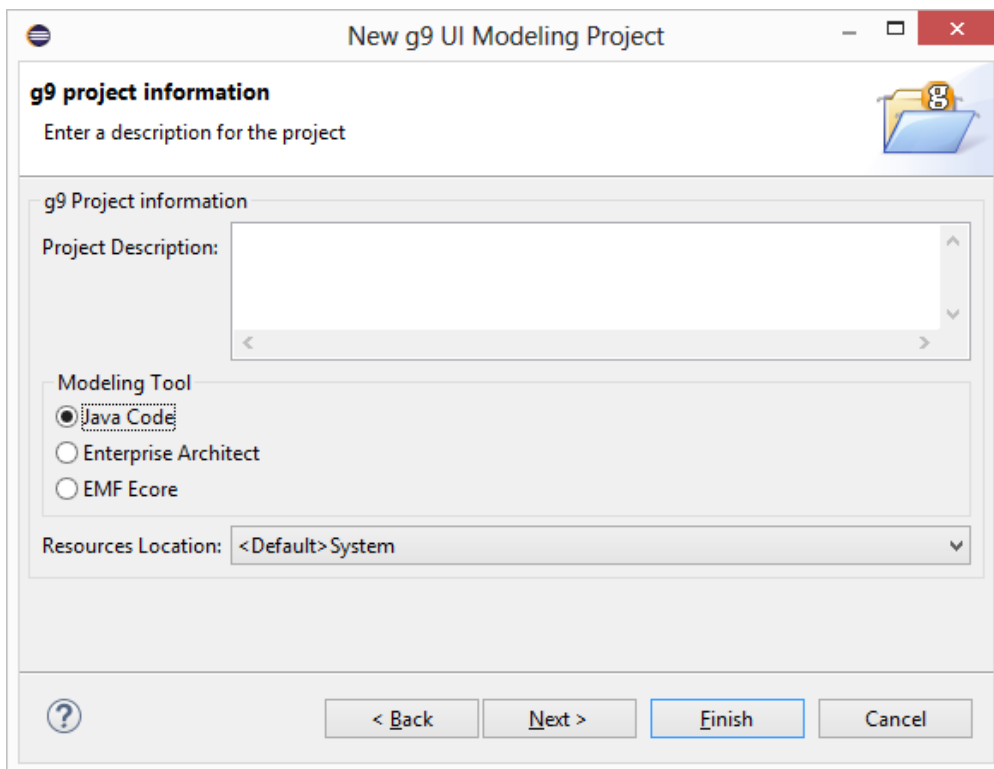 New g9 UI Modeling Project
g9 project information
Enter a description for the project
g9 Project information
Project Description:
Modeling Tool
Java Code
Enterprise Architect
EMF Ecore
Resources Location: <Default>System
? < Back Next > Finish Cancel